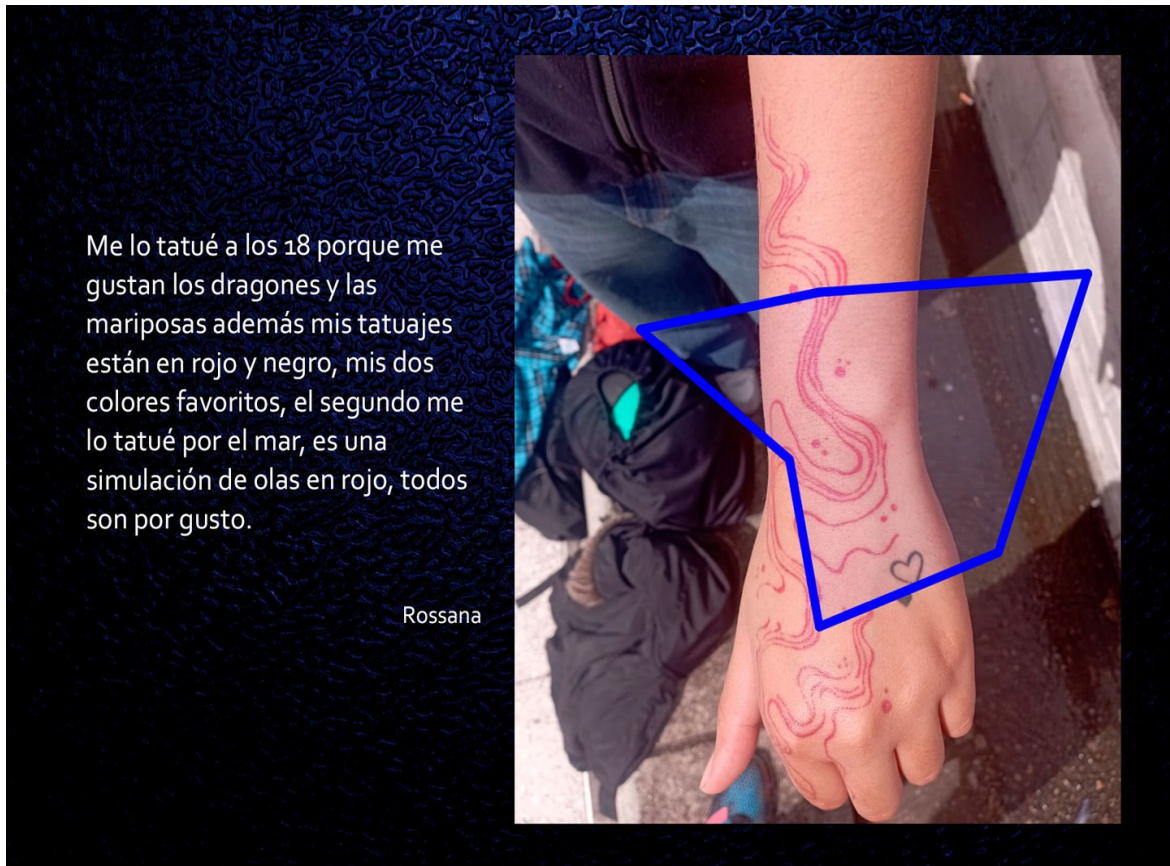 Me lo tatué a los 18 porque me
gustan los dragones y las
mariposas además mis tatuajes
están en rojo y negro, mis dos
colores favoritos, el segundo me
lo tatué por el mar, es una
simulación de olas en rojo, todos
son por gusto.
Rossana